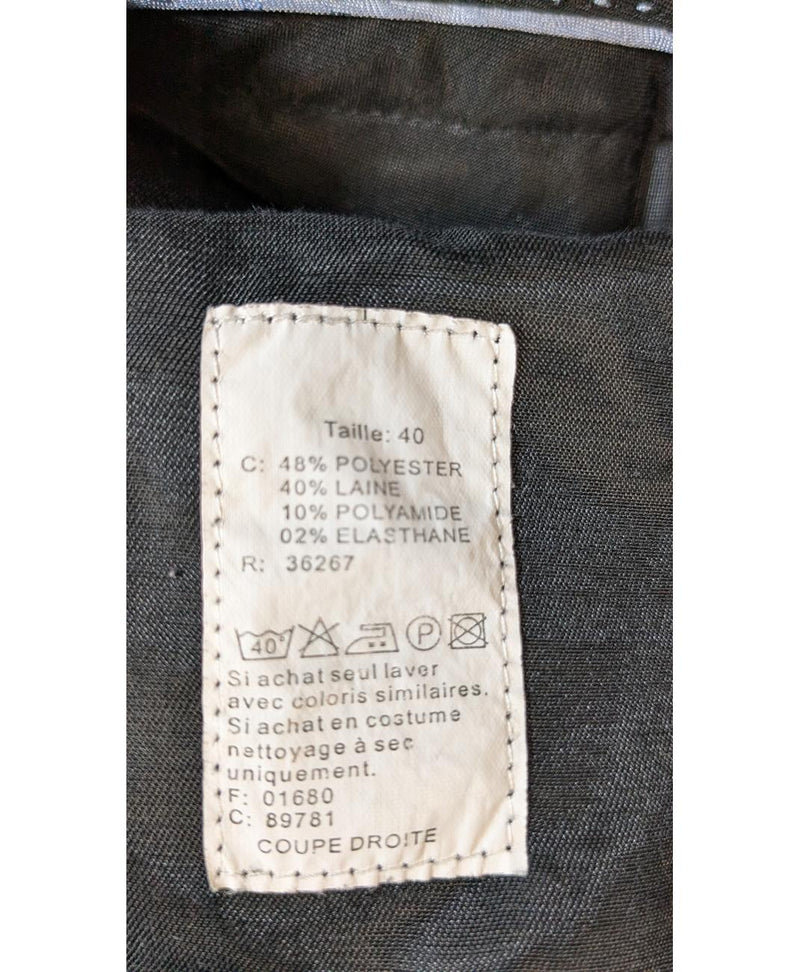 Taille: 40
C: 48% POLYESTER
40% LAINE
10% POLYAMIDE
02% ELASTHANE
R: 36267
40 P
Si achat seul laver
avec coloris similaires.
Si achat en costume
nettoyage à sec
uniquement.
F: 01680
C: 89781
COUPE DROITE